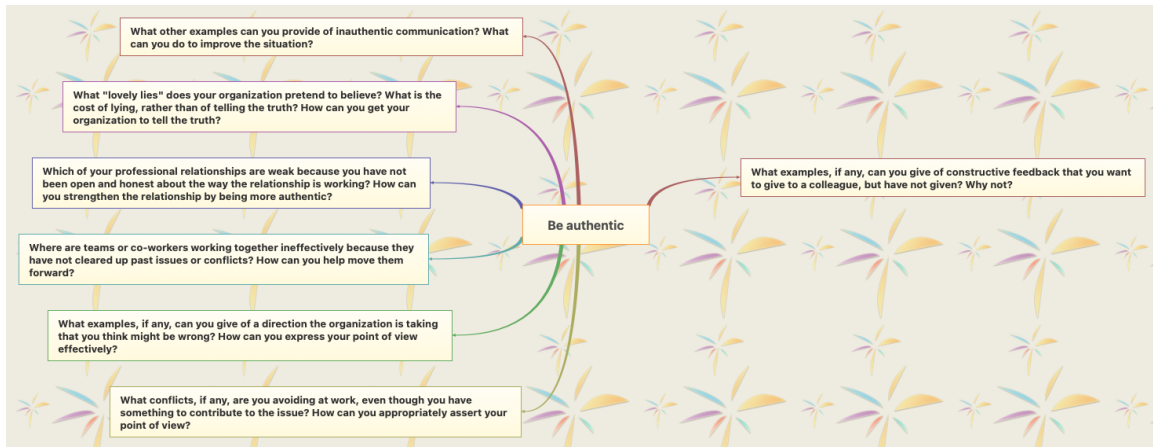 What other examples can you provide of inauthentic communication? What
can you do to improve the situation?
What "lovely lies" does your organization pretend to believe? What is the
cost of lying, rather than of telling the truth? How can you get your
organization to tell the truth?
Which of your professional relationships are weak because you have not
been open and honest about the way the relationship is working? How can
you strengthen the relationship by being more authentic?
Where are teams or co-workers working together ineffectively because they
have not cleared up past issues or conflicts? How can you help move them
forward?
What examples, if any, can you give of a direction the organization is taking
that you think might be wrong? How can you express your point of view
effectively?
What conflicts, if any, are you avoiding at work, even though you have
something to contribute to the issue? How can you appropriately assert your
point of view?
Be authentic
What examples, if any, can you give of constructive feedback that you want
to give to a colleague, but have not given? Why not?